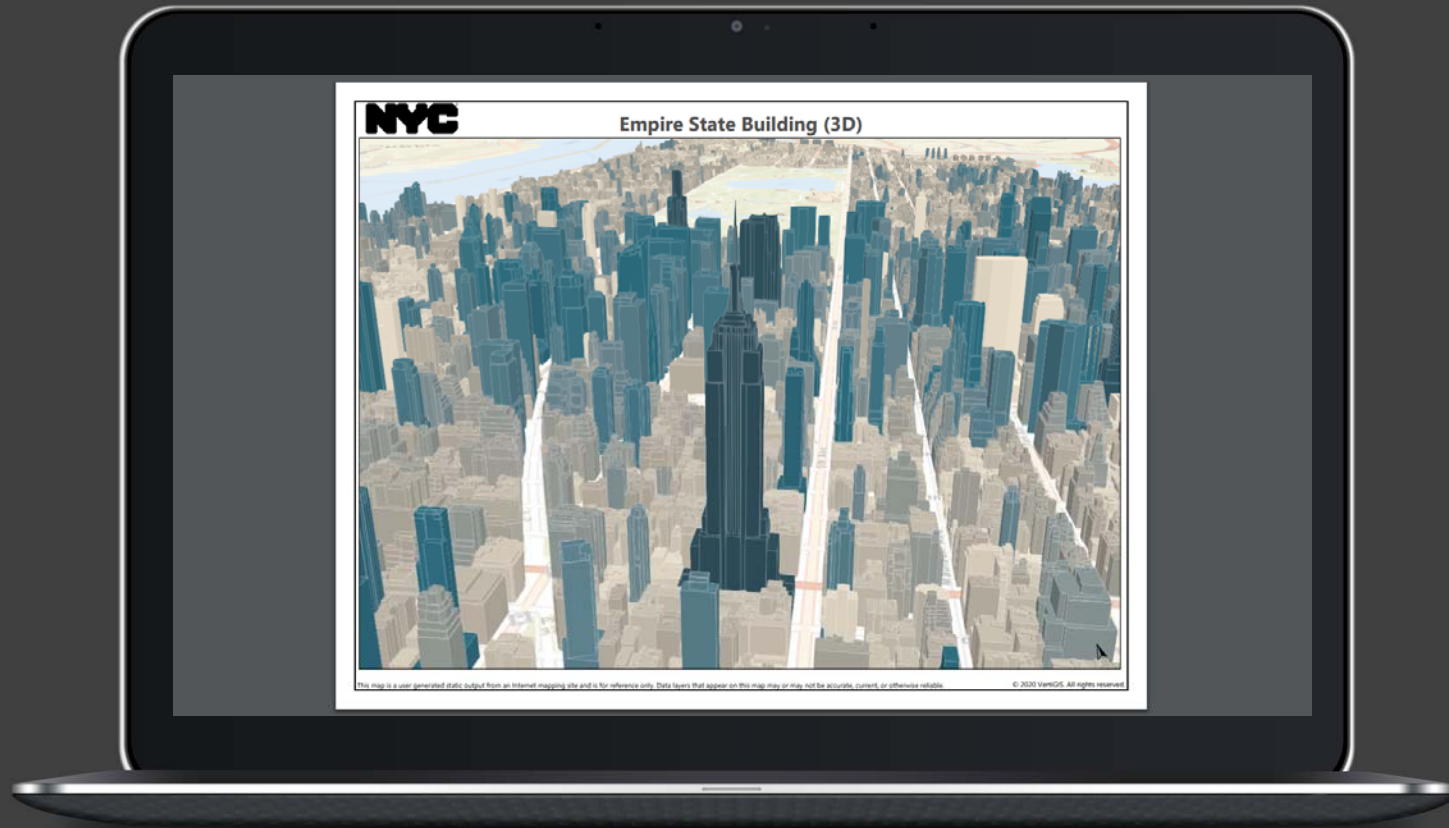 NYC
Empire State Building (3D)
This map is a user generated static output from an Internet mapping site and is for reference only. Data layers that appear on this map may or may not be accurate, current, or otherwise reliable.
© 2020 VertiGIS. All rights reserved.